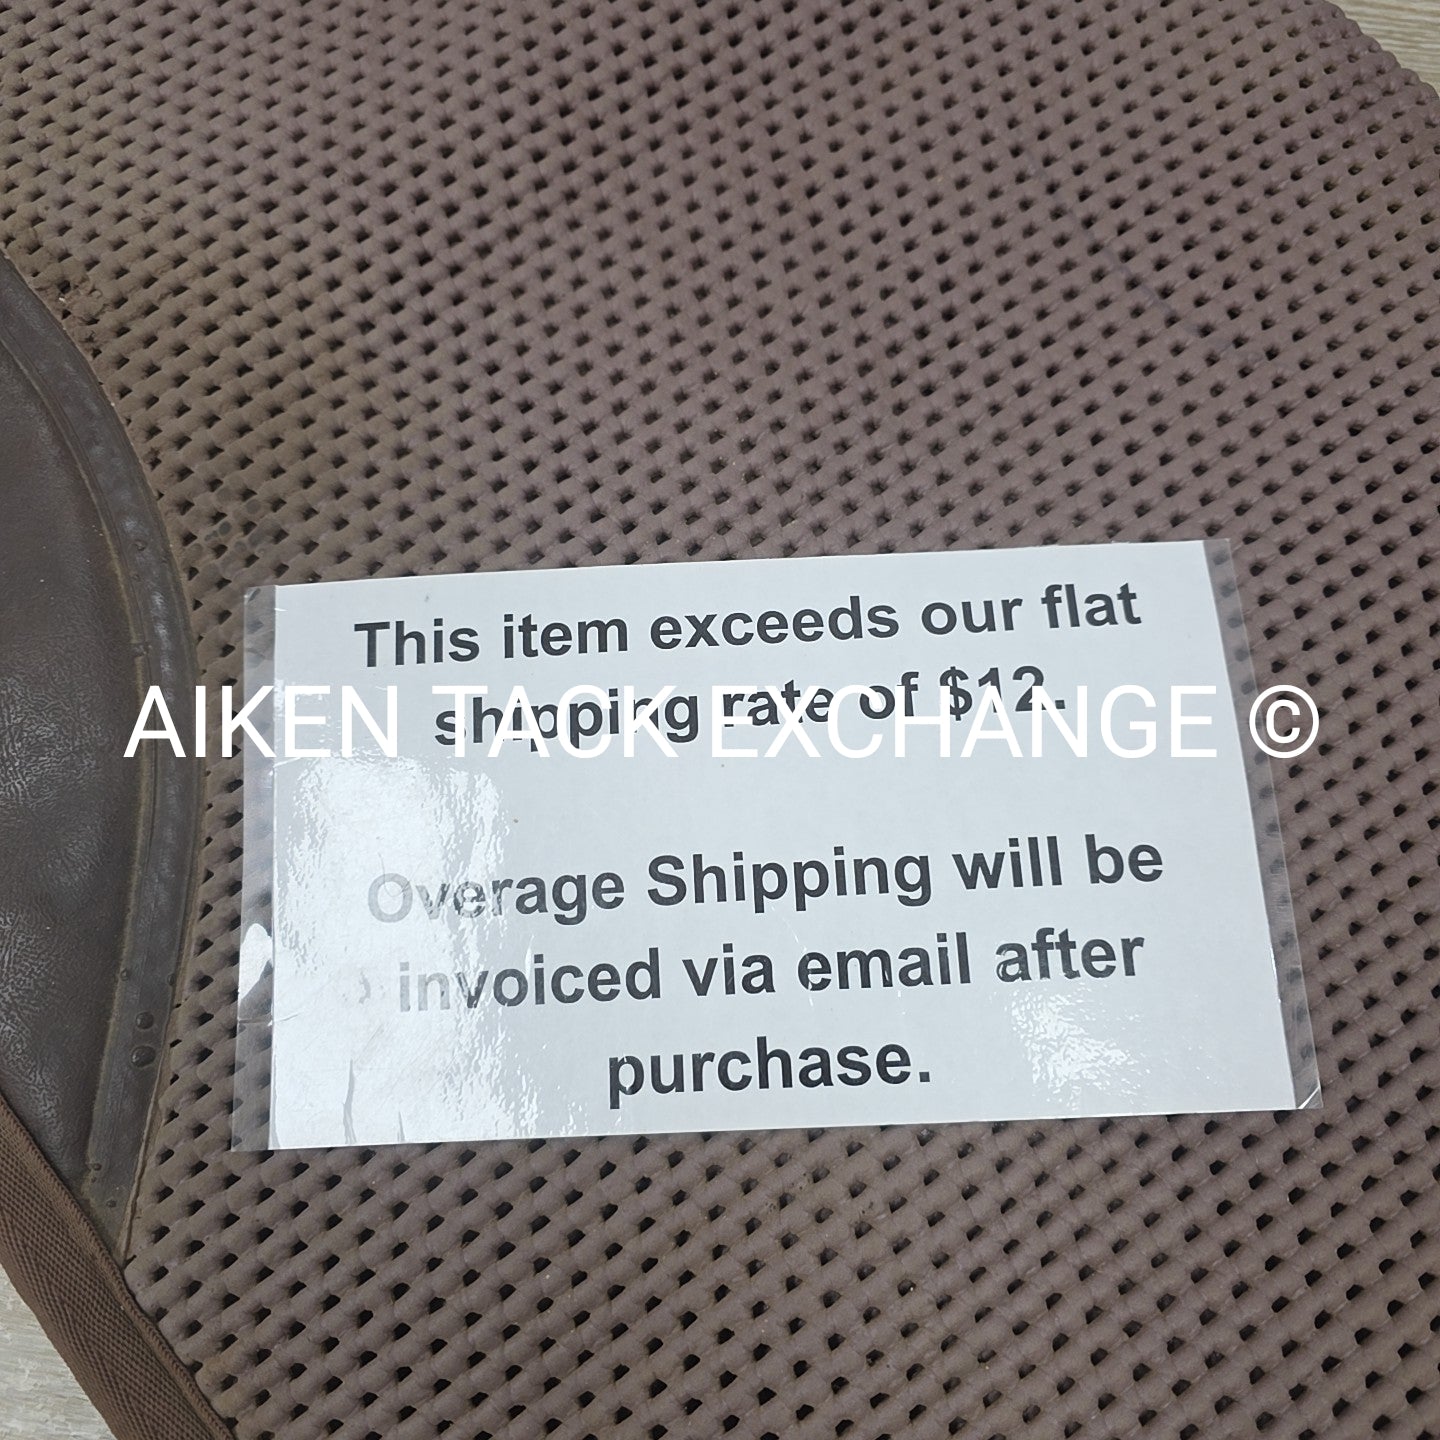 This item exceeds our flat
shipping rate of $12.
AIKEN TACK EXCHANGE ©
Overage Shipping will be
invoiced via email after
purchase.